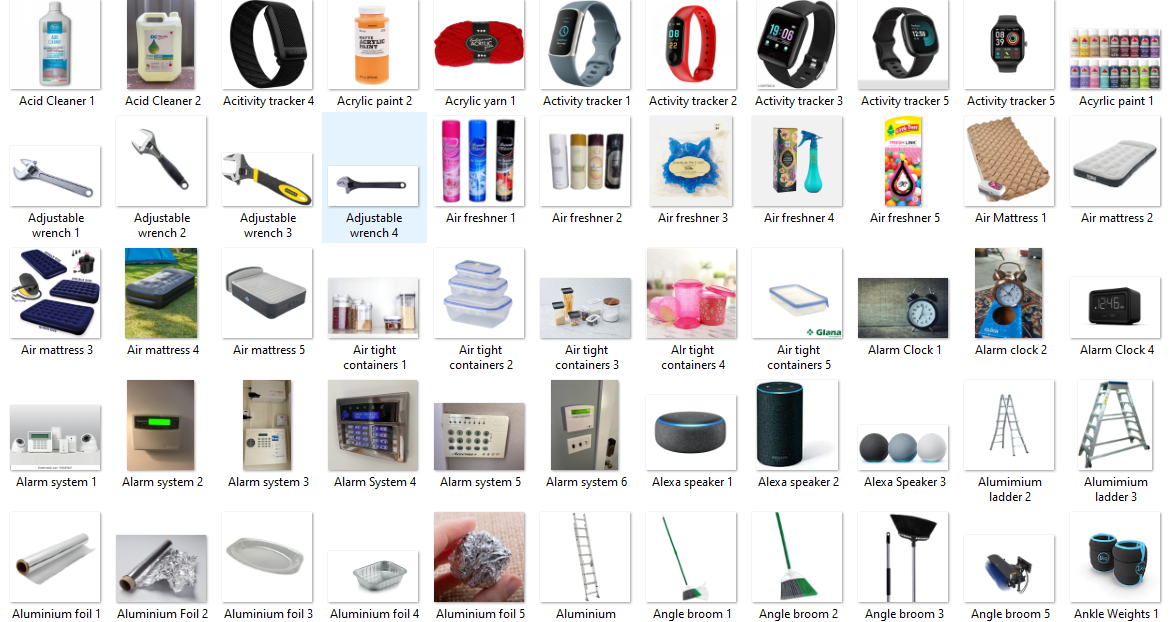 Acid Cleaner 1
Acid Cleaner 2
Acitivity tracker 4
Acrylic paint 2
Acrylic yarn 1
Activity tracker 1
Activity tracker 2
Activity tracker 3
Activity tracker 5
Activity tracker 5
Acyrlic paint 1
Adjustable
wrench 1
Adjustable
wrench 2
Adjustable
wrench 3
Adjustable
wrench 4
Air freshner 1
Air freshner 2
Air freshner 3
Air freshner 4
Air freshner 5
Air Mattress 1
Air mattress 2
Air mattress 3
Air mattress 4
Air mattress 5
Air tight
containers 1
Air tight
containers 2
Air tight
containers 3
AIr tight
containers 4
Glana
Air tight
containers 5
Alarm Clock 1
Alarm clock 2
12:46
Alarm Clock 4
Alarm system 1
Alarm system 2
Alarm system 3
Alarm System 4
Alarm system 5
Alarm system 6
Alexa speaker 1
Alexa speaker 2
Alexa Speaker 3
Alumimium
ladder 2
Alumimium
ladder 3
Aluminium foil 1
Aluminium Foil 2
Aluminium foil 3
Aluminium foil 4
Aluminium foil 5
Aluminium
Angle broom 1
Angle broom 2
Angle broom 3
Angle broom 5
Ankle Weights 1